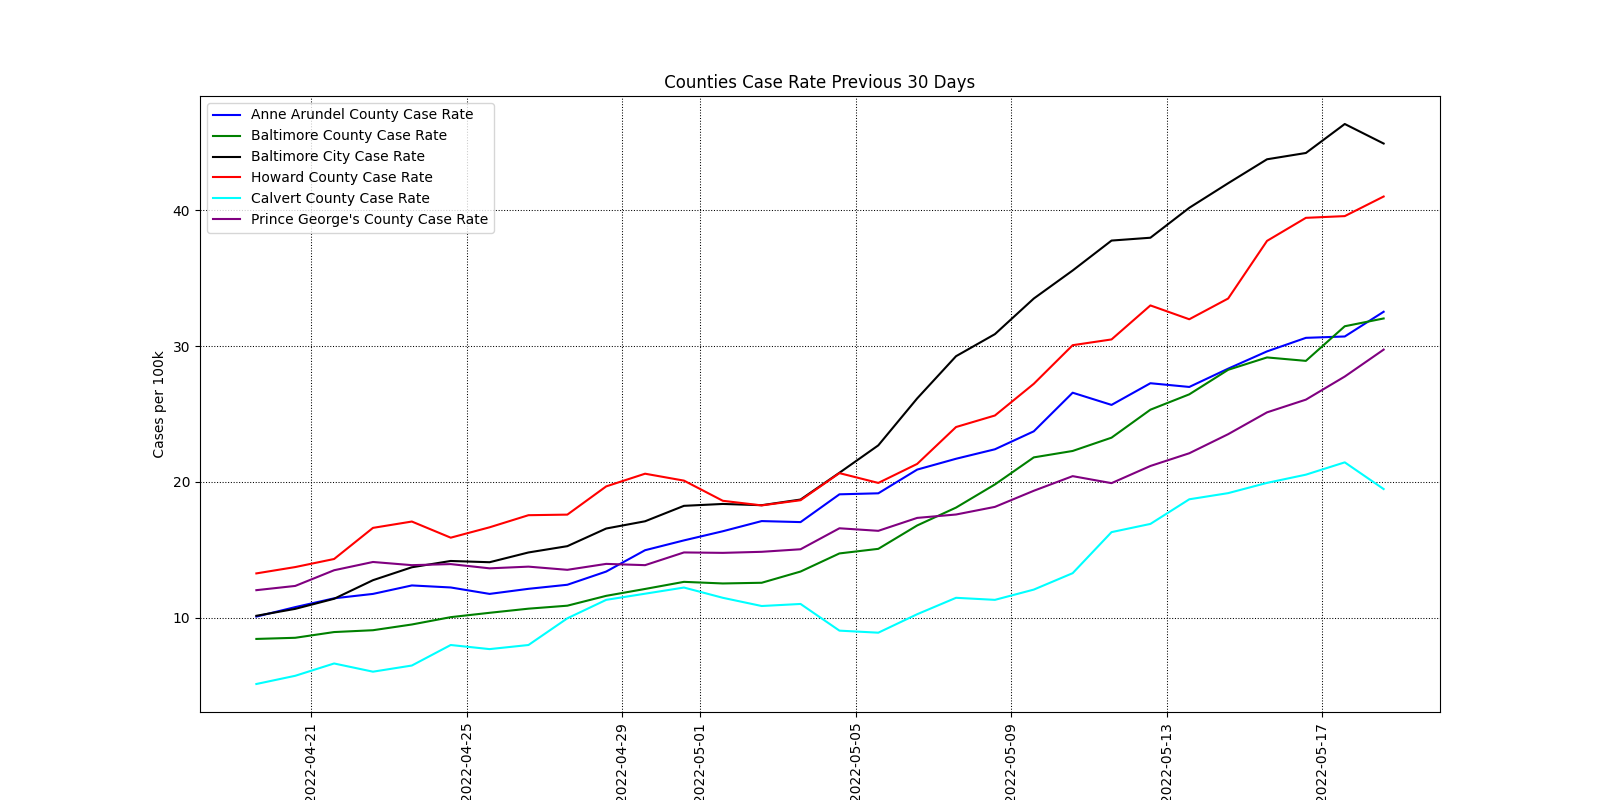 Counties Case Rate Previous 30 Days
Anne Arundel County Case Rate
Baltimore County Case Rate
Baltimore City Case Rate
Howard County Case Rate
Calvert County Case Rate
Prince George's County Case Rate
Cases per 100k
40
30
20
10
2022-04-21
2022-04-25
2022-04-29
2022-05-01
2022-05-05
2022-05-09
2022-05-13
2022-05-17